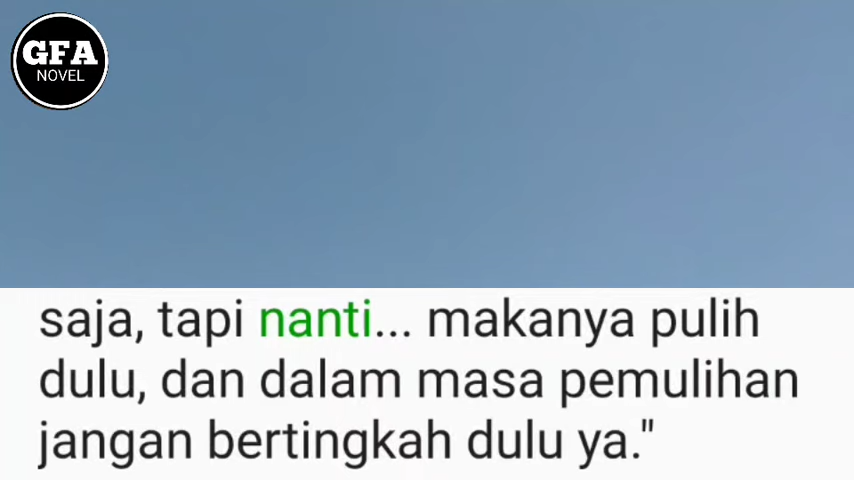 GFA
NOVEL
saja, tapi nanti... makanya pulih
dulu, dan dalam masa pemulihan
jangan bertingkah dulu ya."